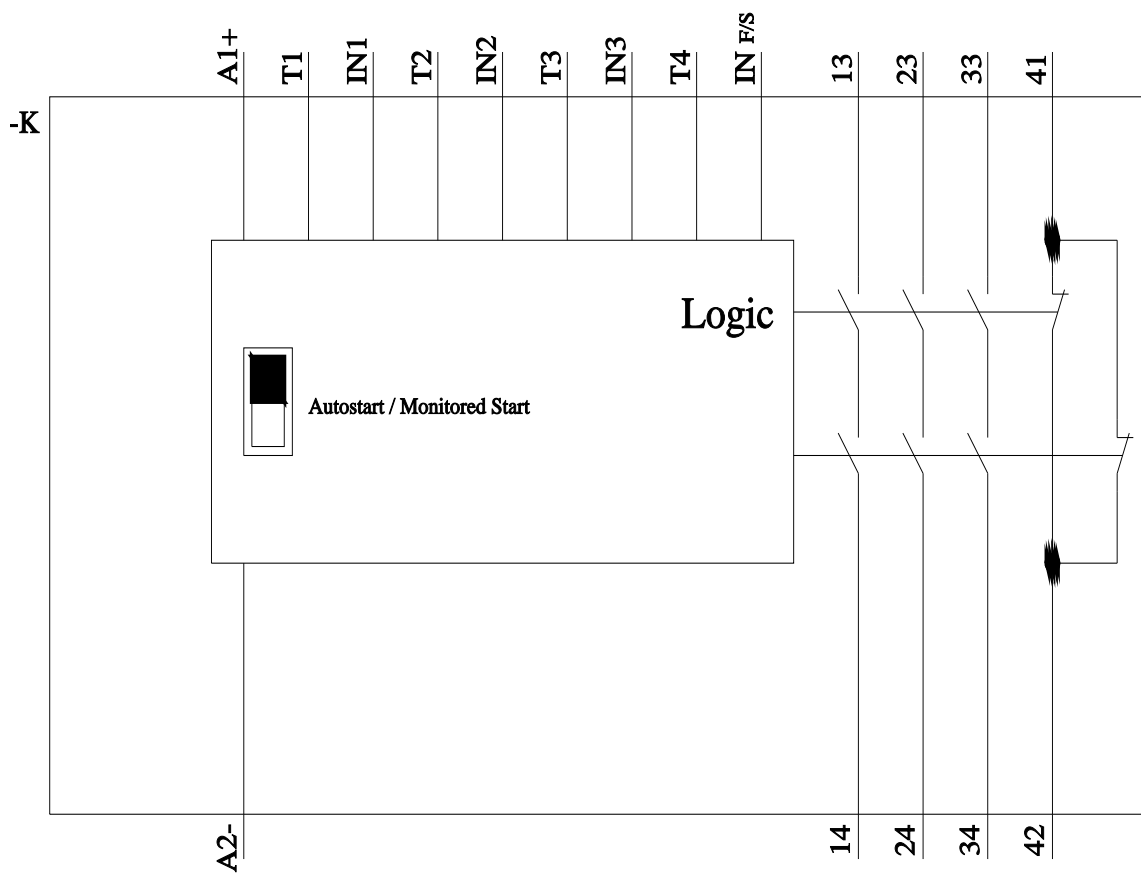 A1+
T1
IN1
T2
IN2
T3
IN3
T4
IN F/S
13
23
33
41
-K
Logic
Autostart / Monitored Start
A2-
14
24
34
42